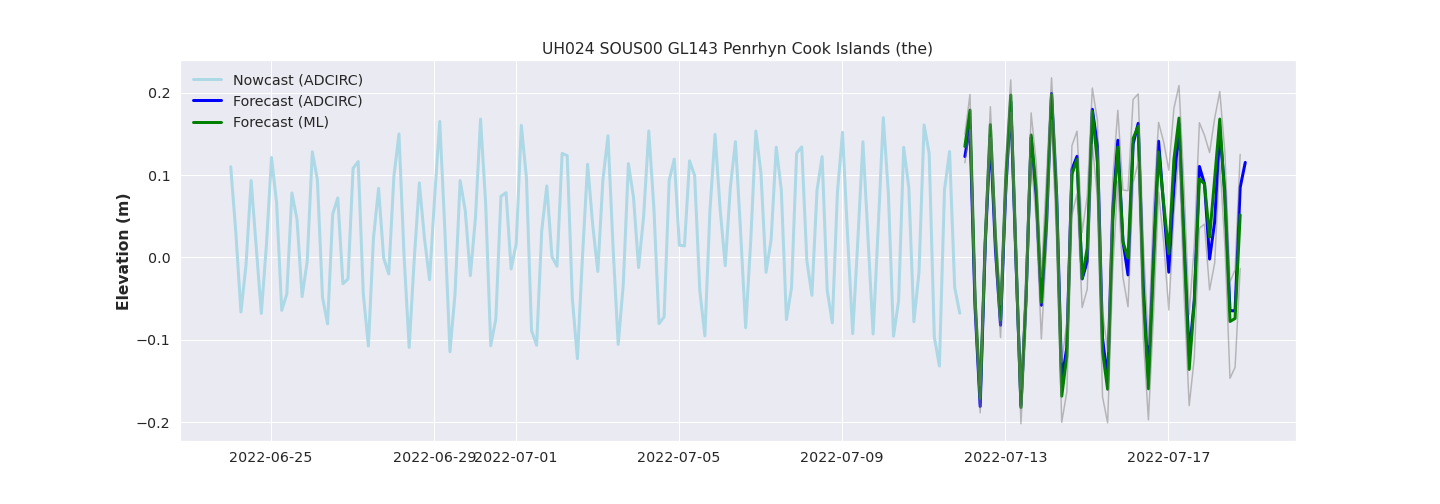 UH024 SOUS00 GL143 Penrhyn Cook Islands (the)
Nowcast (ADCIRC)
Forecast (ADCIRC)
Forecast (ML)
Elevation (m)
0.2
0.1
0.0
−0.1
−0.2
2022-06-25 2022-06-29 2022-07-01 2022-07-05 2022-07-09 2022-07-13 2022-07-17